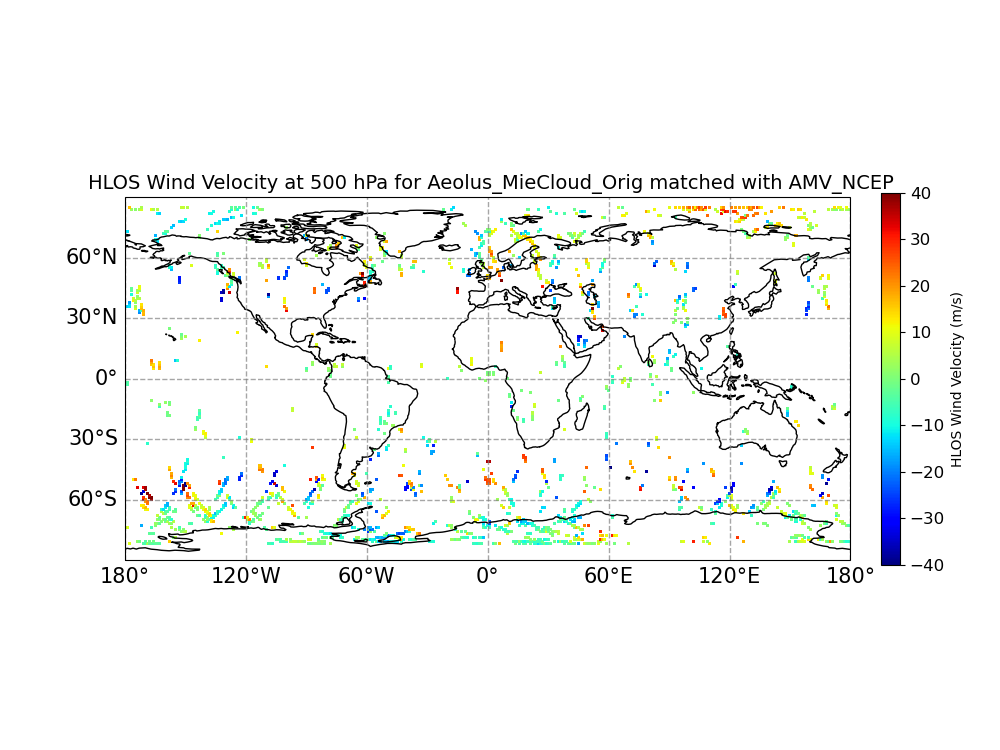 HLOS Wind Velocity at 500 hPa for Aeolus_MieCloud_Orig matched with AMV_NCEP
60°N
30°N
0°
30°S
60°S
180° 120°W 60°W 0° 60°E 120°E 180°
40
30
20
10
0
−10
−20
−30
−40
HLOS Wind Velocity (m/s)